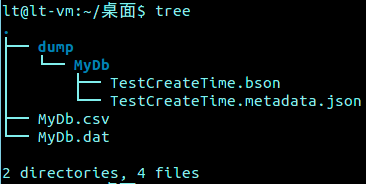 lt@lt-vm:~/桌面$ tree
.
├── dump
│   └── MyDb
│       ├── TestCreateTime.bson
│       └── TestCreateTime.metadata.json
├── MyDb.csv
└── MyDb.dat
2 directories, 4 files